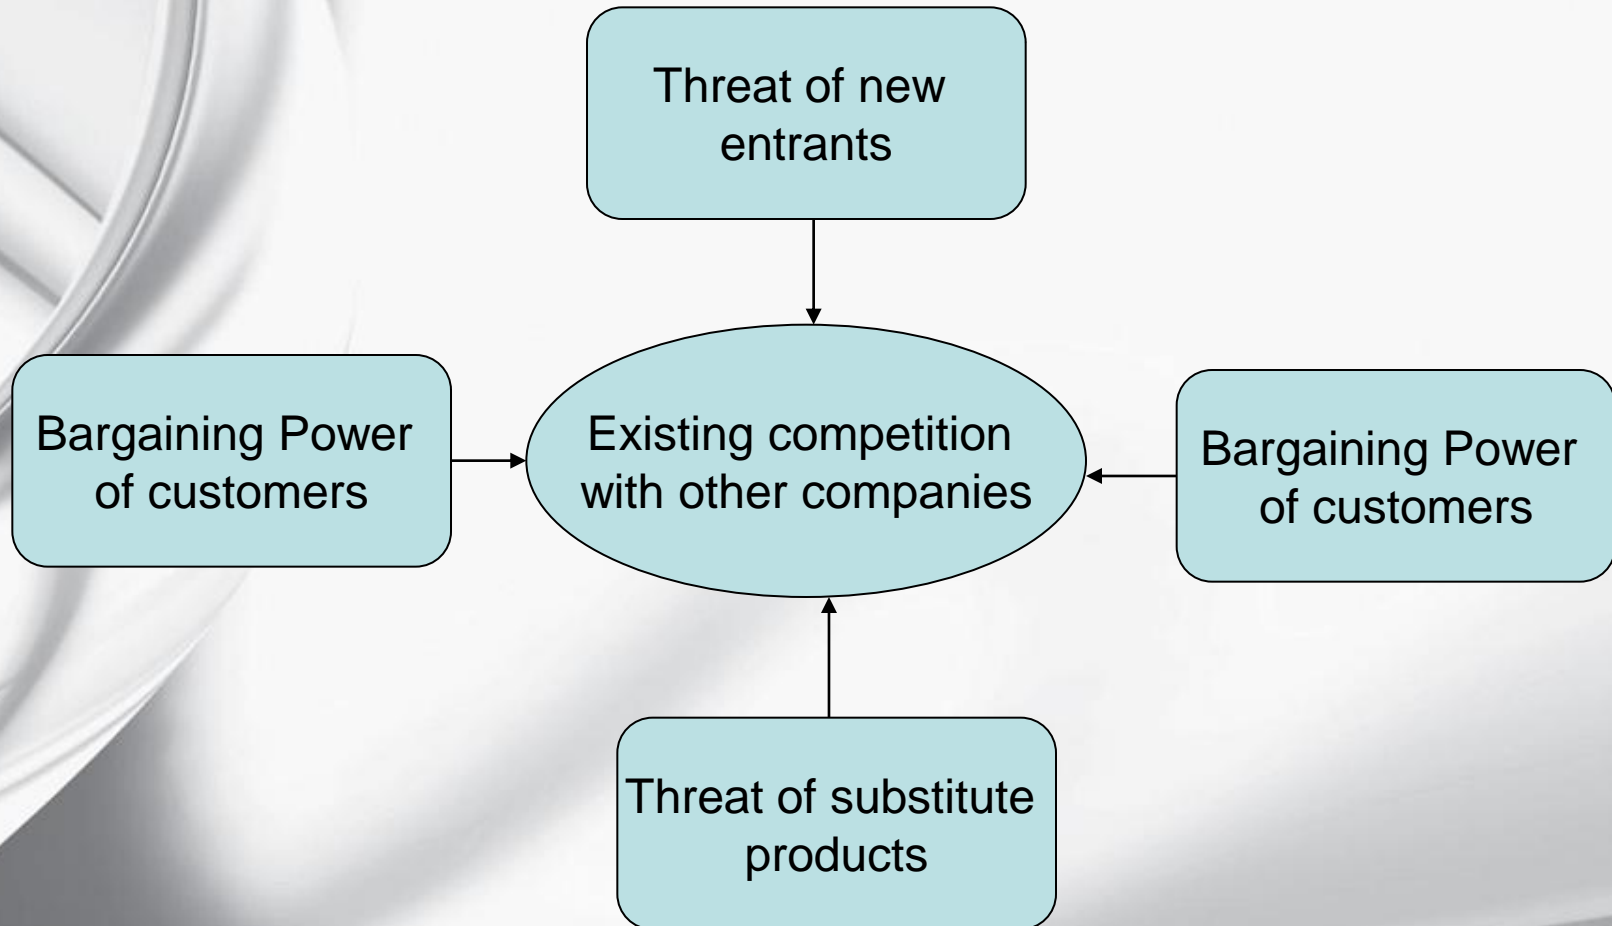 Threat of new
entrants
Bargaining Power
of customers
Existing competition
with other companies
Bargaining Power
of customers
Threat of substitute
products